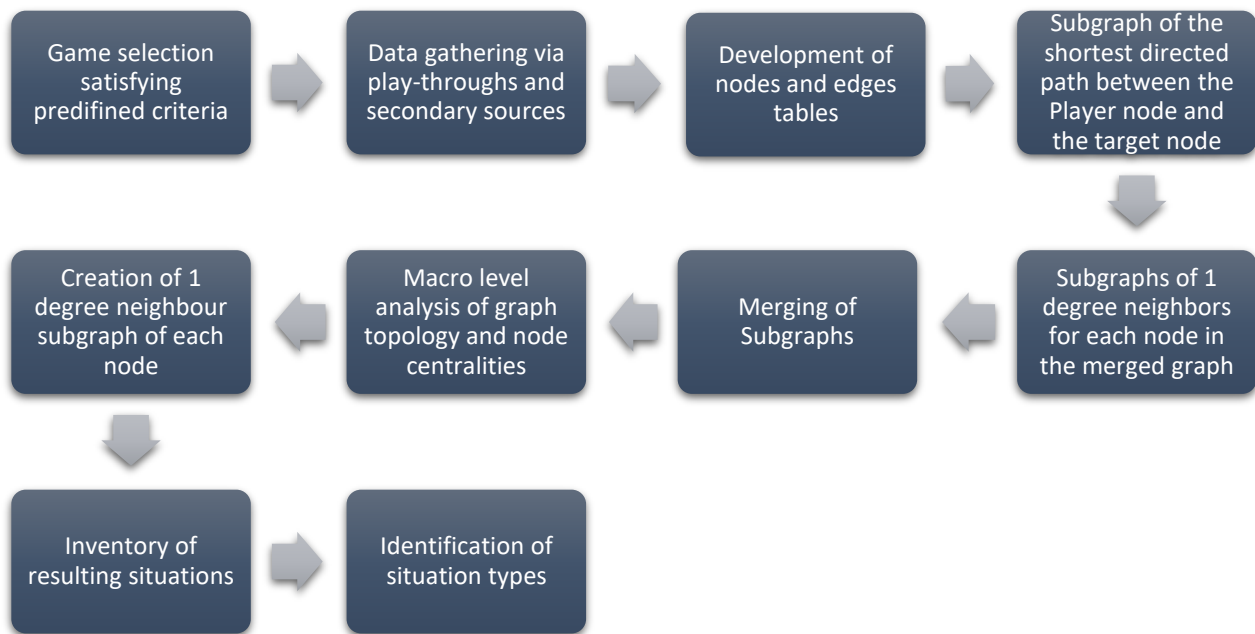 Game selection
satisfying
predifined criteria
Data gathering via
play-throughs and
secondary sources
Development of
nodes and edges
tables
Subgraph of the
shortest directed
path between the
Player node and
the target node
Subgraphs of 1
degree neighbors
for each node in
the merged graph
Merging of
Subgraphs
Macro level
analysis of graph
topology and node
centralities
Creation of 1
degree neighbour
subgraph of each
node
Inventory of
resulting situations
Identification of
situation types